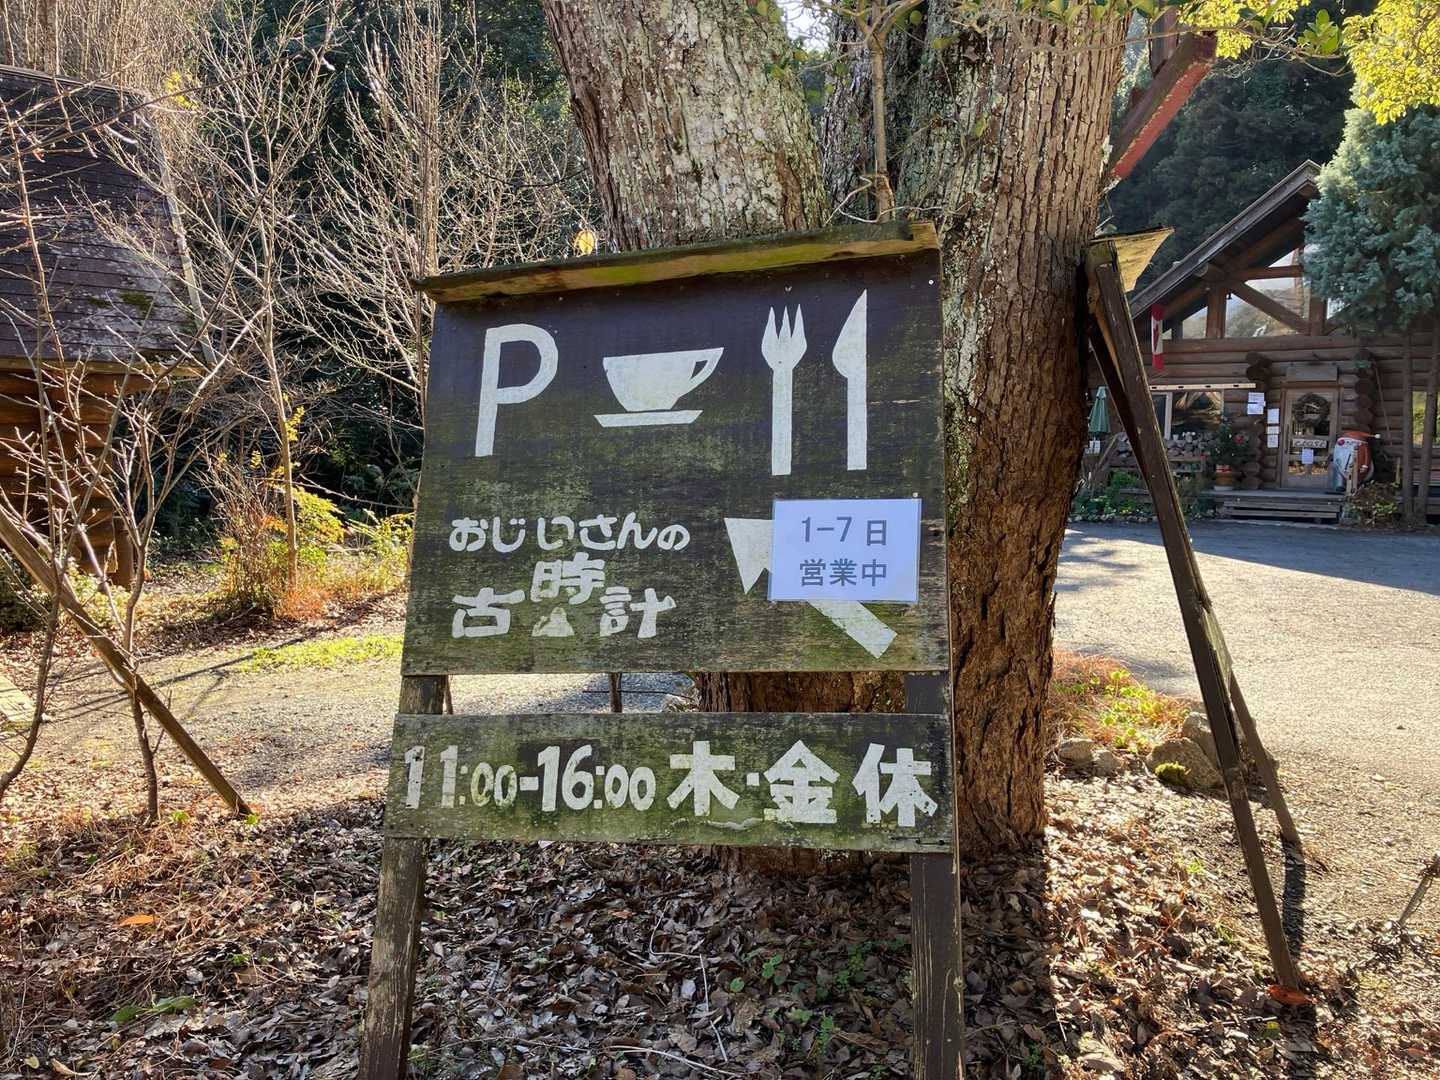 P
おじいさんの
古時計
1-7日
営業中
11:00-16:00 木・金 休